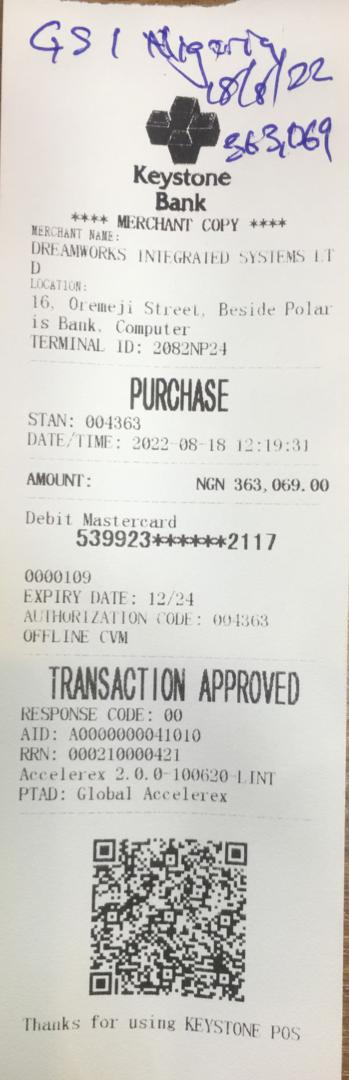 GS1 Nigeria
18/8/22
363,069
Keystone
Bank
**** MERCHANT COPY ****
MERCHANT NAME:
DREAMWORKS INTEGRATED SYSTEMS LT
D
LOCATION:
16, Oremeji Street, Beside Polar
is Bank, Computer
TERMINAL ID: 2082NP24
PURCHASE
STAN: 004363
DATE/TIME: 2022-08-18 12:19:31
AMOUNT: NGN 363,069.00
Debit Mastercard
539923******2117
0000109
EXPIRY DATE: 12/24
AUTHORIZATION CODE: 004363
OFFLINE CVM
TRANSACTION APPROVED
RESPONSE CODE: 00
AID: A0000000041010
RRN: 000210000421
Accelerex 2.0.0-100620-LINT
PTAD: Global Accelerex
Thanks for using KEYSTONE POS